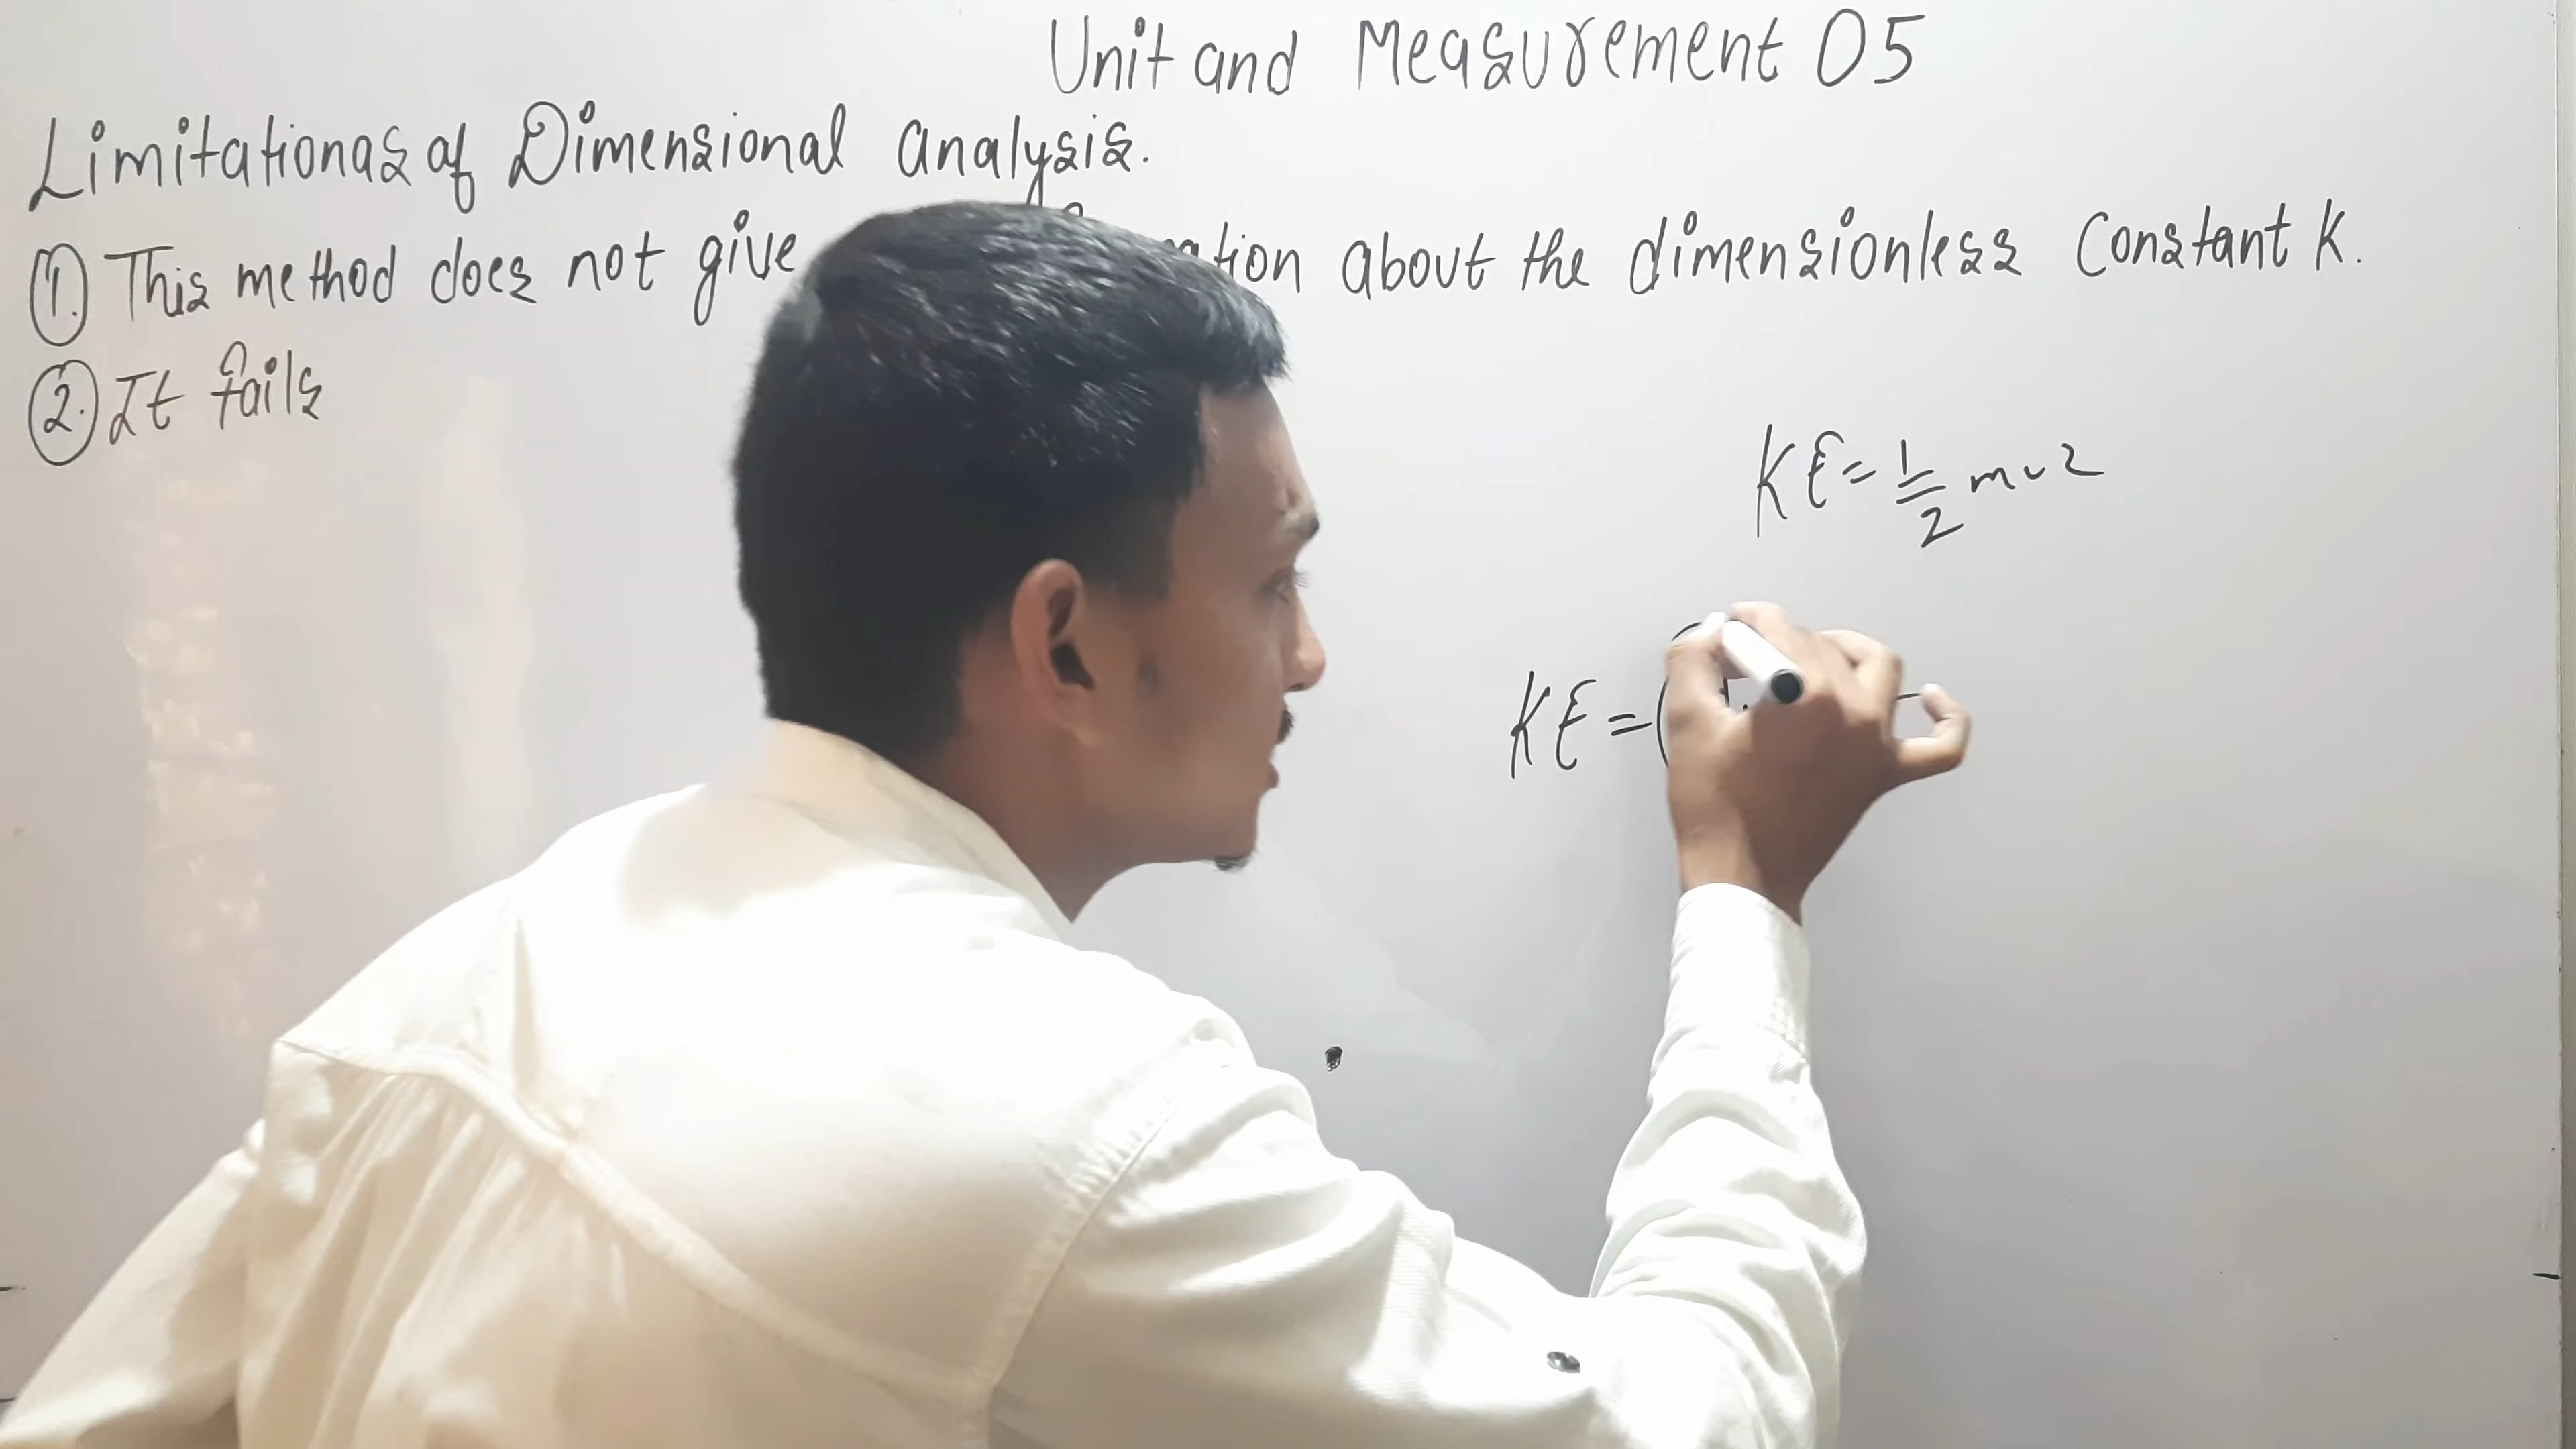 Unit and Measurement 05
Limitationas of Dimensional analysis.
1. This method does not give about the dimensionless Constant K.
2. It fails
KE = 1/2 mv2
KE = (